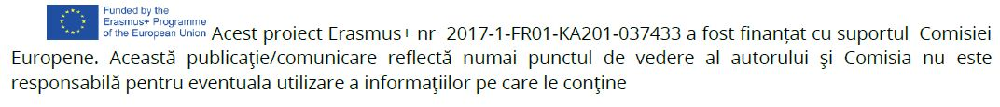 Funded by the
Erasmus+ Programme
of the European Union
Acest proiect Erasmus+ nr  2017-1-FR01-KA201-037433 a fost finanțat cu suportul  Comisiei
Europene. Această publicaţie/comunicare reflectă numai punctul de vedere al autorului şi Comisia nu este
responsabilă pentru eventuala utilizare a informaţiilor pe care le conţine